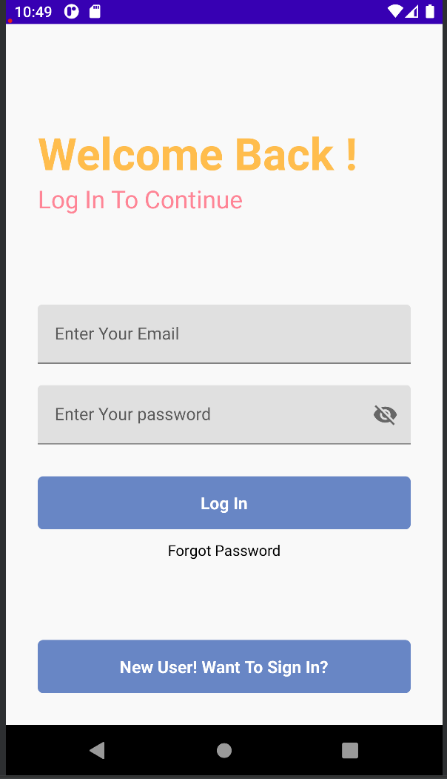 10:49
Welcome Back !
Log In To Continue
Enter Your Email
Enter Your password
Log In
Forgot Password
New User! Want To Sign In?